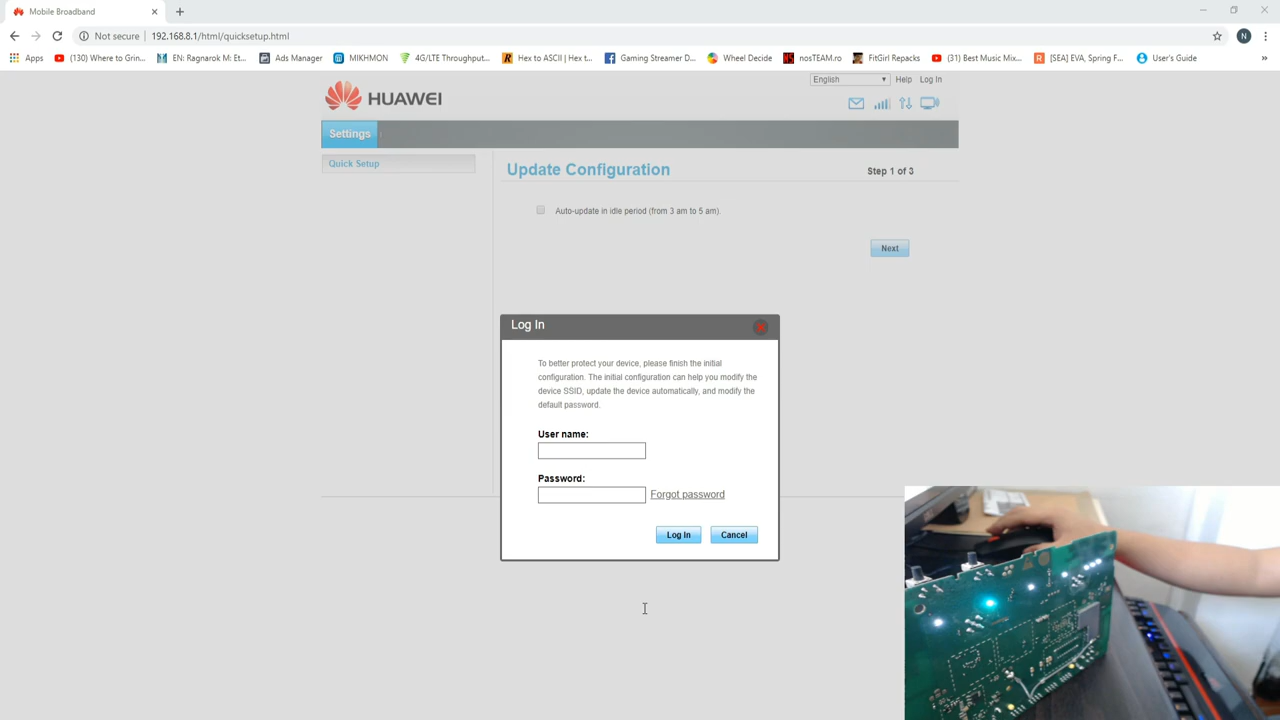 Mobile Broadband
Not secure
192.168.8.1/html/quicksetup.html
N
Apps
(130) Where to Grin...
EN: Ragnarok M: Et...
Ads Manager
MIKHMON
4G/LTE Throughput...
Hex to ASCII | Hex t...
Gaming Streamer D...
Wheel Decide
nosTEAM.ro
FitGirl Repacks
(31) Best Music Mix...
[SEA] EVA, Spring F...
User's Guide
»
English
Help
Log In
HUAWEI
Settings
Quick Setup
Update Configuration
Step 1 of 3
Auto-update in idle period (from 3 am to 5 am).
Next
Log In
To better protect your device, please finish the initial
configuration. The initial configuration can help you modify the
device SSID, update the device automatically, and modify the
default password.
User name:
Password:
Forgot password
Log In
Cancel